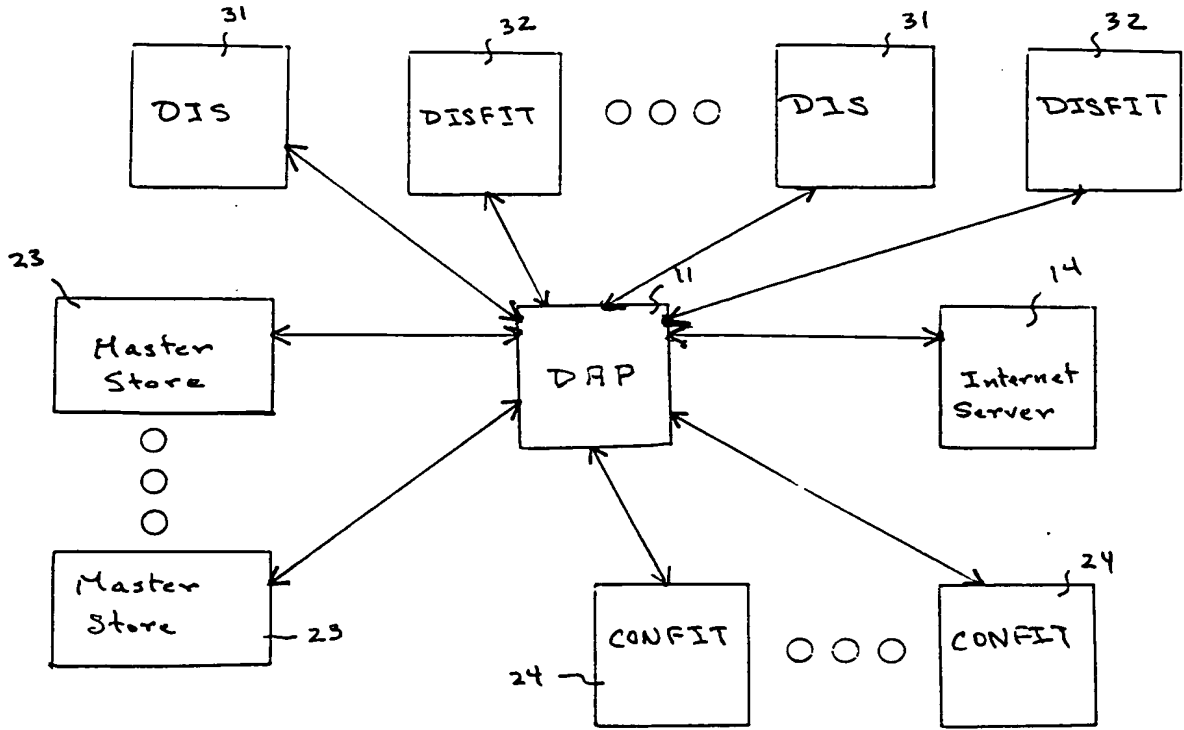 31
32
31
32
DIS
DISFIT
DIS
DISFIT
23
11
14
Master
Store
DAP
Internet
Server
Master
Store
23
CONFIT
24
CONFIT
24